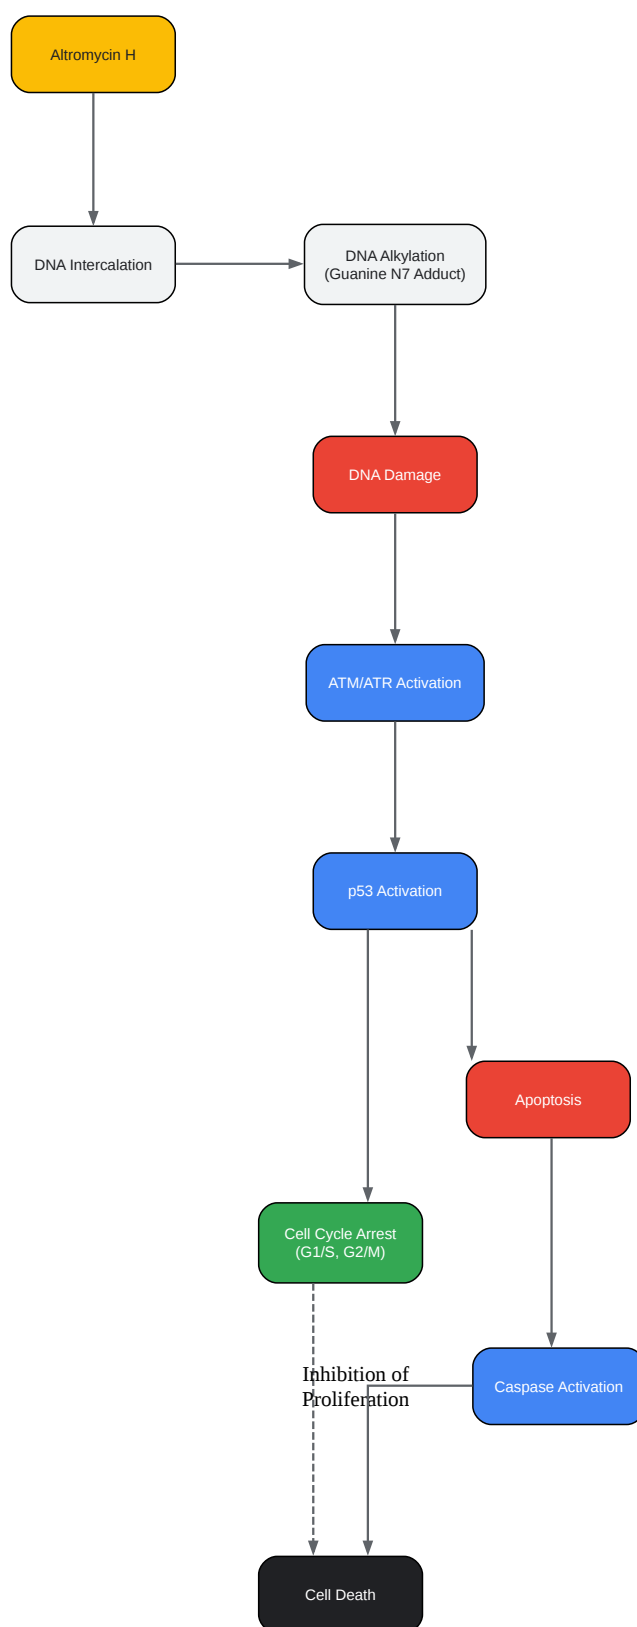 Altromycin H
DNA Intercalation
DNA Alkylation
(Guanine N7 Adduct)
DNA Damage
ATM/ATR Activation
p53 Activation
Apoptosis
Cell Cycle Arrest
(G1/S, G2/M)
Inhibition of
Proliferation
Caspase Activation
Cell Death